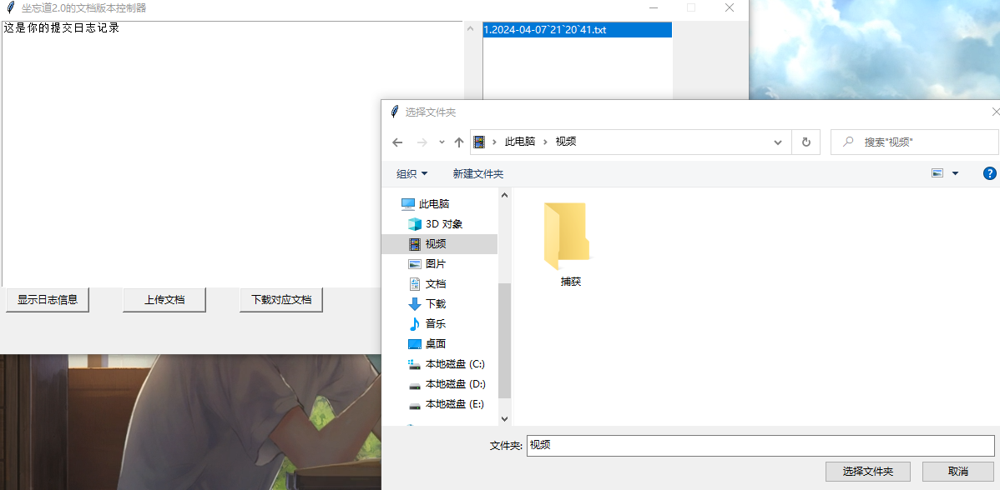 坐忘道2.0的文档版本控制器
这是你的提交日志记录
1.2024-04-07`21`20`41.txt
显示日志信息
上传文档
下载对应文档
选择文件夹
此电脑
视频
搜索"视频"
组织
新建文件夹
?
此电脑
3D 对象
视频
图片
文档
下载
音乐
桌面
本地磁盘 (C:)
本地磁盘 (D:)
本地磁盘 (E:)
捕获
文件夹:
视频
选择文件夹
取消